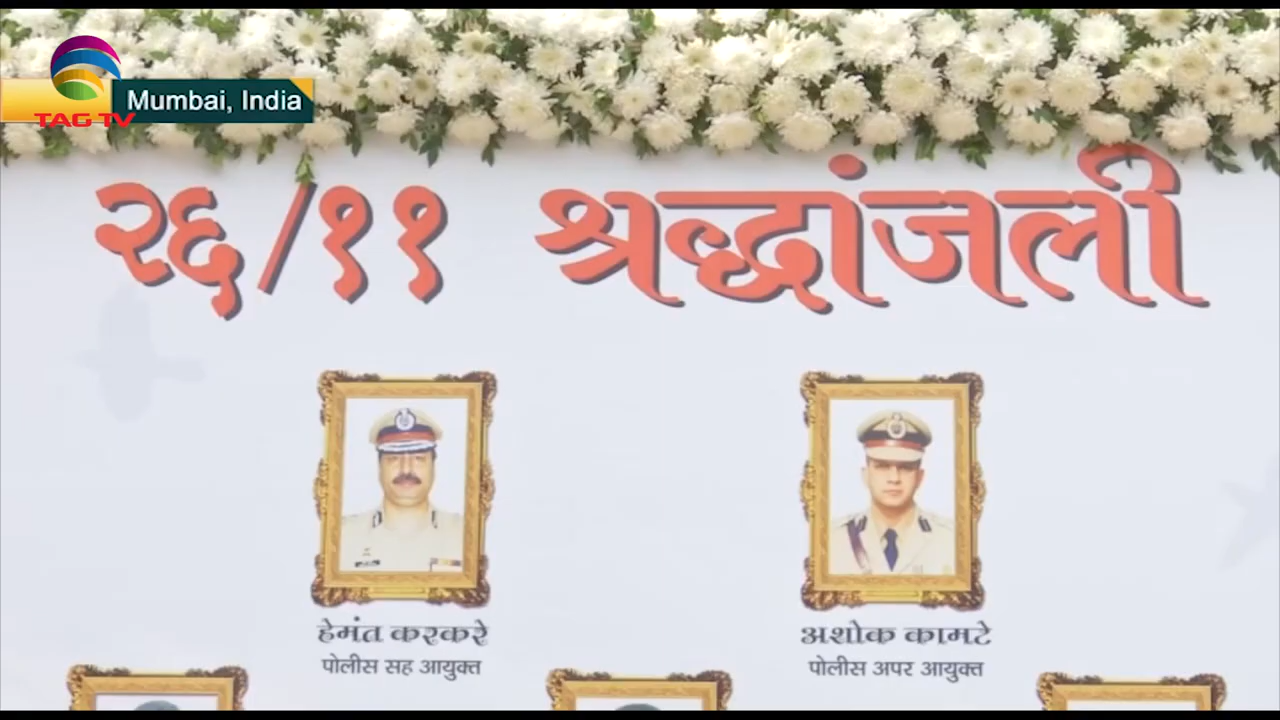 Mumbai, India
TAG TV
२६/११ श्रद्धांजली
हेमंत करकरे
पोलीस सह आयुक्त
अशोक कामटे
पोलीस अपर आयुक्त